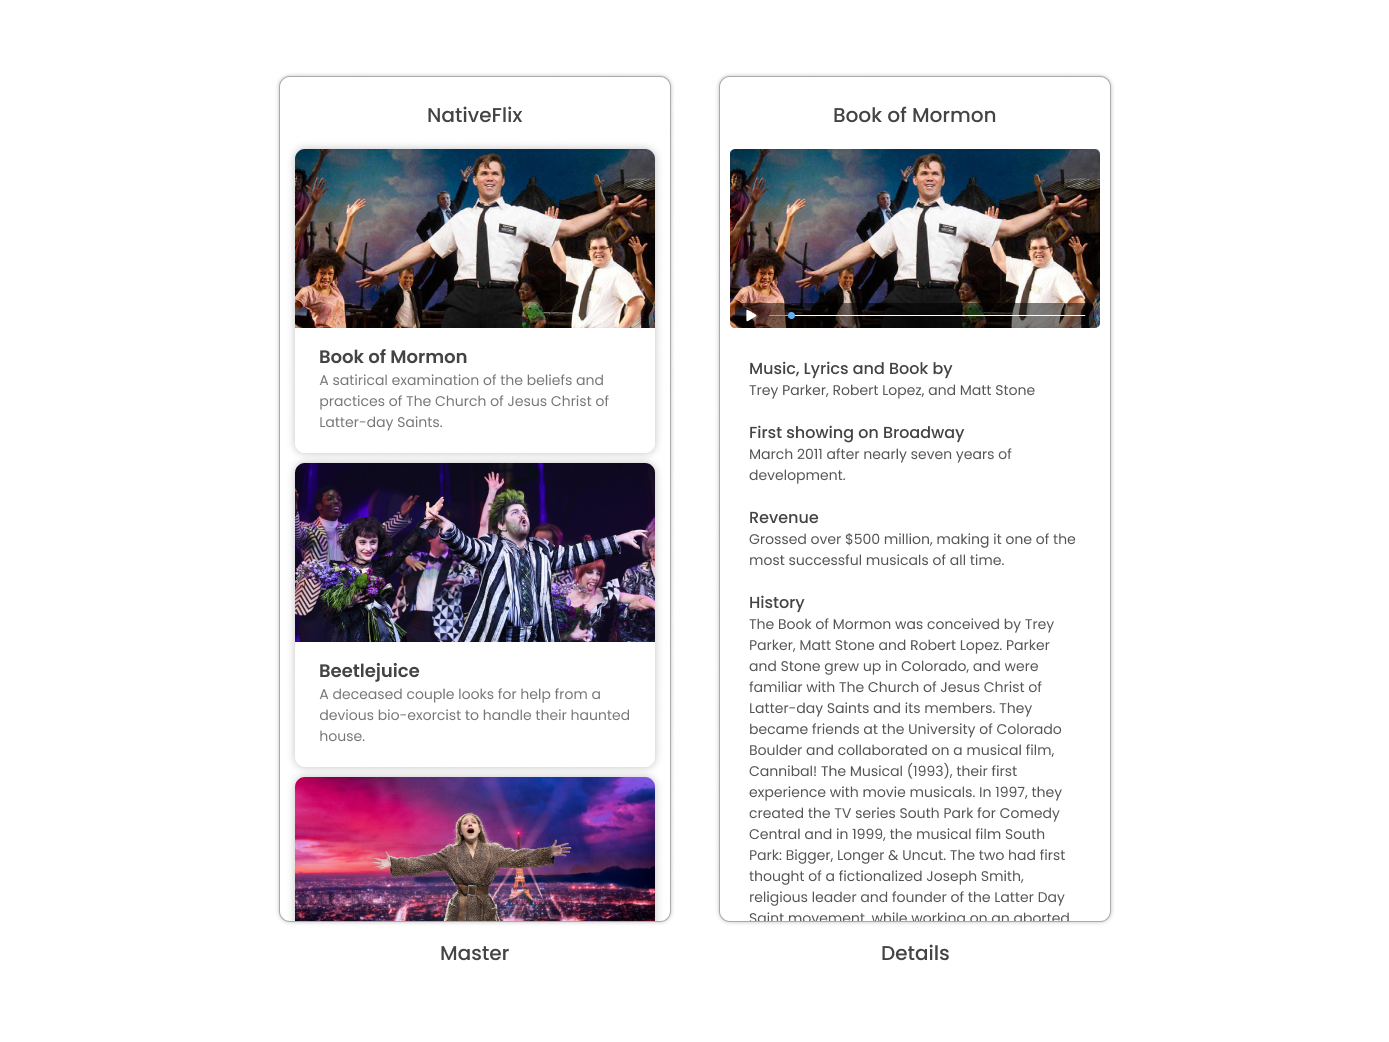 NativeFlix
Book of Mormon
A satirical examination of the beliefs and
practices of The Church of Jesus Christ of
Latter-day Saints.
Beetlejuice
A deceased couple looks for help from a
devious bio-exorcist to handle their haunted
house.
Master
Book of Mormon
Music, Lyrics and Book by
Trey Parker, Robert Lopez, and Matt Stone
First showing on Broadway
March 2011 after nearly seven years of
development.
Revenue
Grossed over $500 million, making it one of the
most successful musicals of all time.
History
The Book of Mormon was conceived by Trey
Parker, Matt Stone and Robert Lopez. Parker
and Stone grew up in Colorado, and were
familiar with The Church of Jesus Christ of
Latter-day Saints and its members. They
became friends at the University of Colorado
Boulder and collaborated on a musical film,
Cannibal! The Musical (1993), their first
experience with movie musicals. In 1997, they
created the TV series South Park for Comedy
Central and in 1999, the musical film South
Park: Bigger, Longer & Uncut. The two had first
thought of a fictionalized Joseph Smith,
religious leader and founder of the Latter Day
Saint movement, while working on an aborted
Details